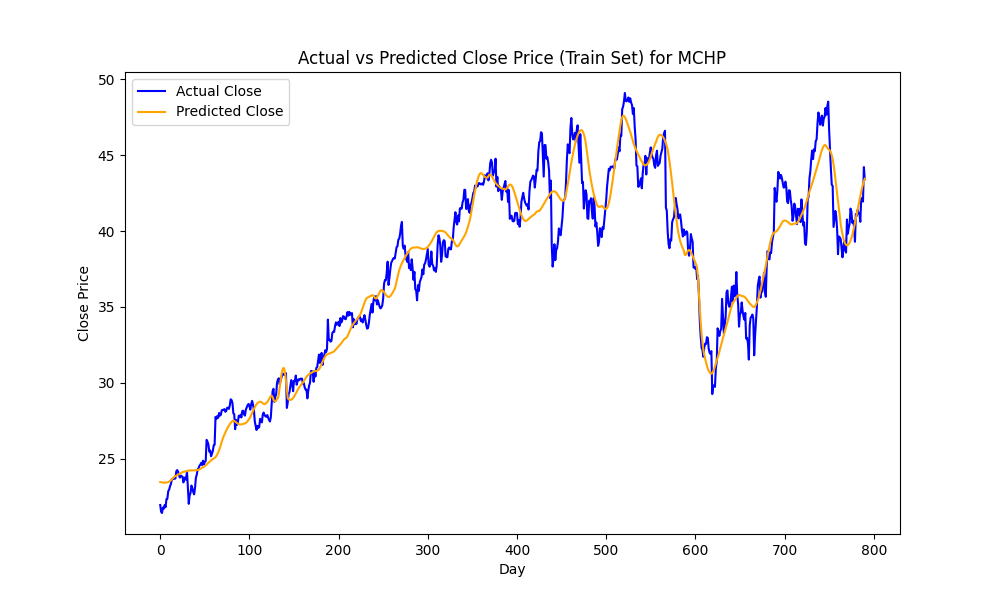 Actual vs Predicted Close Price (Train Set) for MCHP
Actual Close
Predicted Close
Close Price
50
45
40
35
30
25
0 100 200 300 400 500 600 700 800
Day